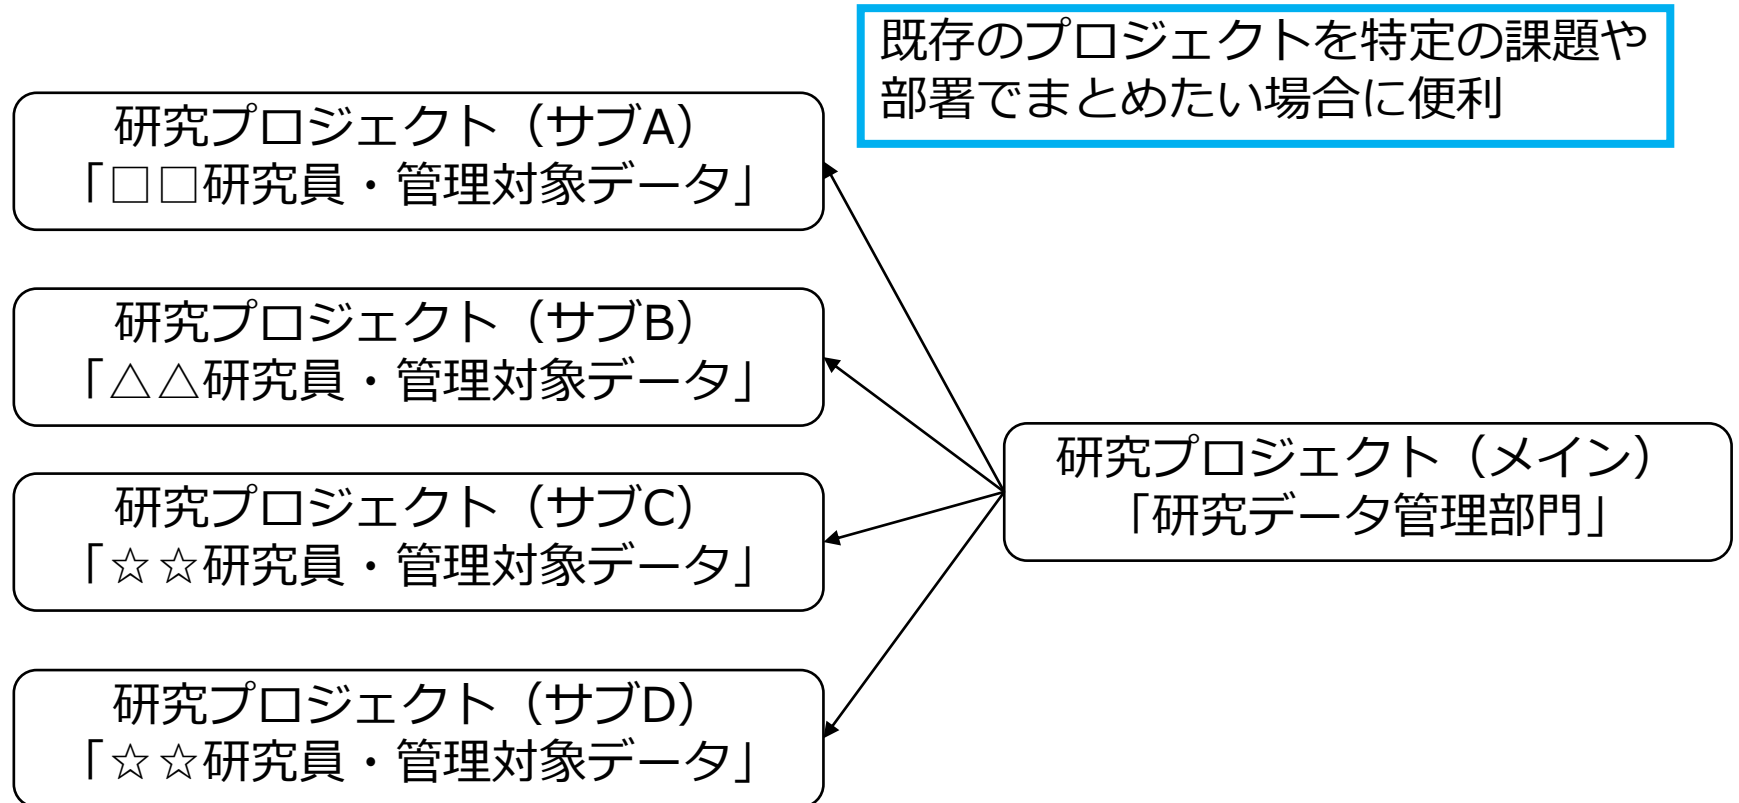 既存のプロジェクトを特定の課題や
部署でまとめたい場合に便利
研究プロジェクト（サブA）
「□□研究員・管理対象データ」
研究プロジェクト（サブB）
「△△研究員・管理対象データ」
研究プロジェクト（サブC）
「☆☆研究員・管理対象データ」
研究プロジェクト（サブD）
「☆☆研究員・管理対象データ」
研究プロジェクト（メイン）
「研究データ管理部門」